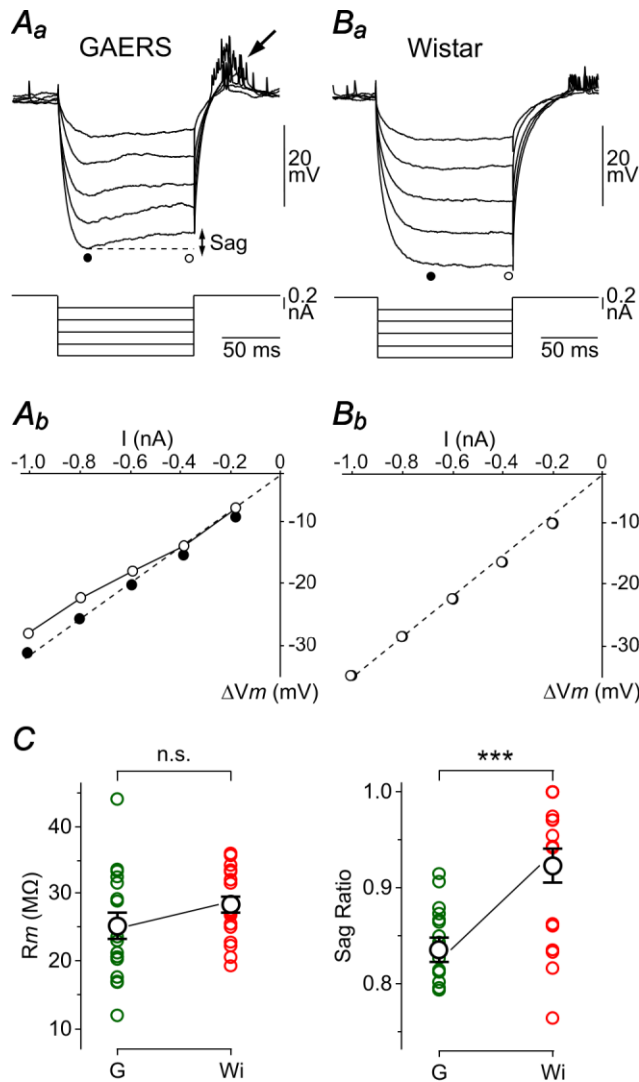 Aa
GAERS
Ba
Wistar
20
mV
20
mV
Sag
0.2
nA
0.2
nA
50 ms
50 ms
Ab
I (nA)
-1.0 -0.8 -0.6 -0.4 -0.2 0
-10
-20
-30
ΔVm (mV)
Bb
I (nA)
-1.0 -0.8 -0.6 -0.4 -0.2 0
-10
-20
-30
ΔVm (mV)
C
n.s.
Rm (MΩ)
40
30
20
10
G Wi
***
Sag Ratio
1.0
0.9
0.8
G Wi